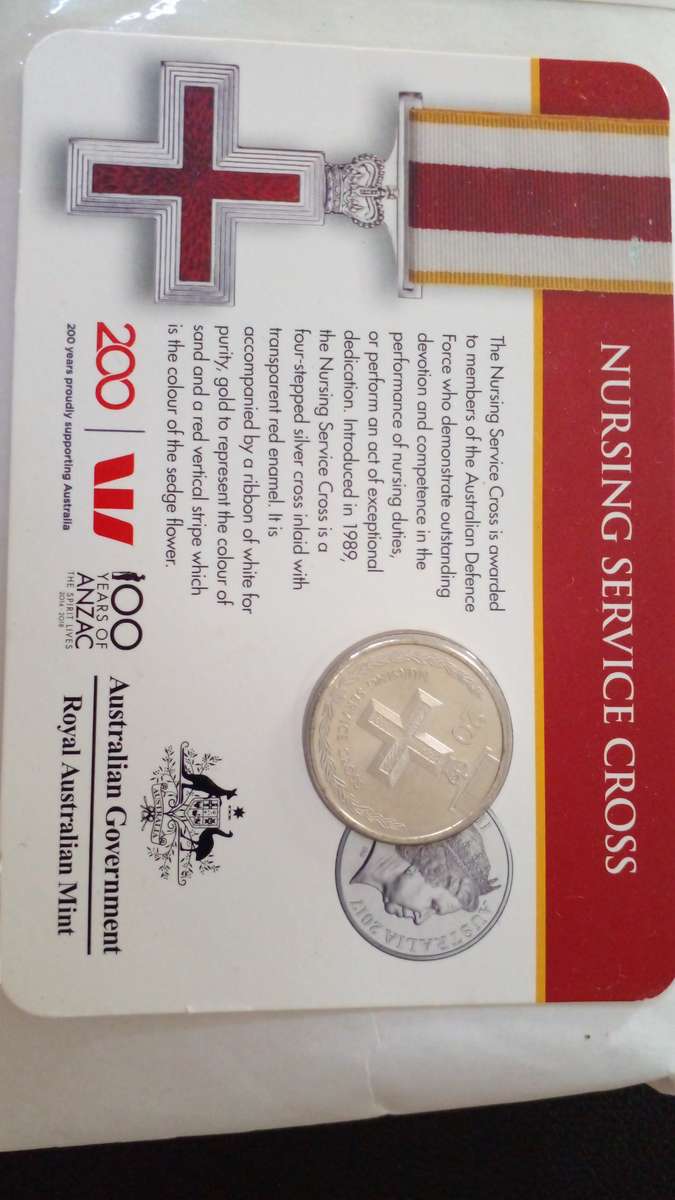 NURSING SERVICE CROSS
The Nursing Service Cross is awarded
to members of the Australian Defence
Force who demonstrate outstanding
devotion and competence in the
performance of nursing duties,
or perform an act of exceptional
dedication. Introduced in 1989,
the Nursing Service Cross is a
four-stepped silver cross inlaid with
transparent red enamel. It is
accompanied by a ribbon of white for
purity, gold to represent the colour of
sand and a red vertical stripe which
is the colour of the sedge flower.
20
NURSING SERVICE CROSS
AUSTRALIA 2017
200
200 years proudly supporting Australia
100
YEARS OF
ANZAC
THE SPIRIT LIVES
2014 - 2018
AUSTRALIA
Australian Government
Royal Australian Mint